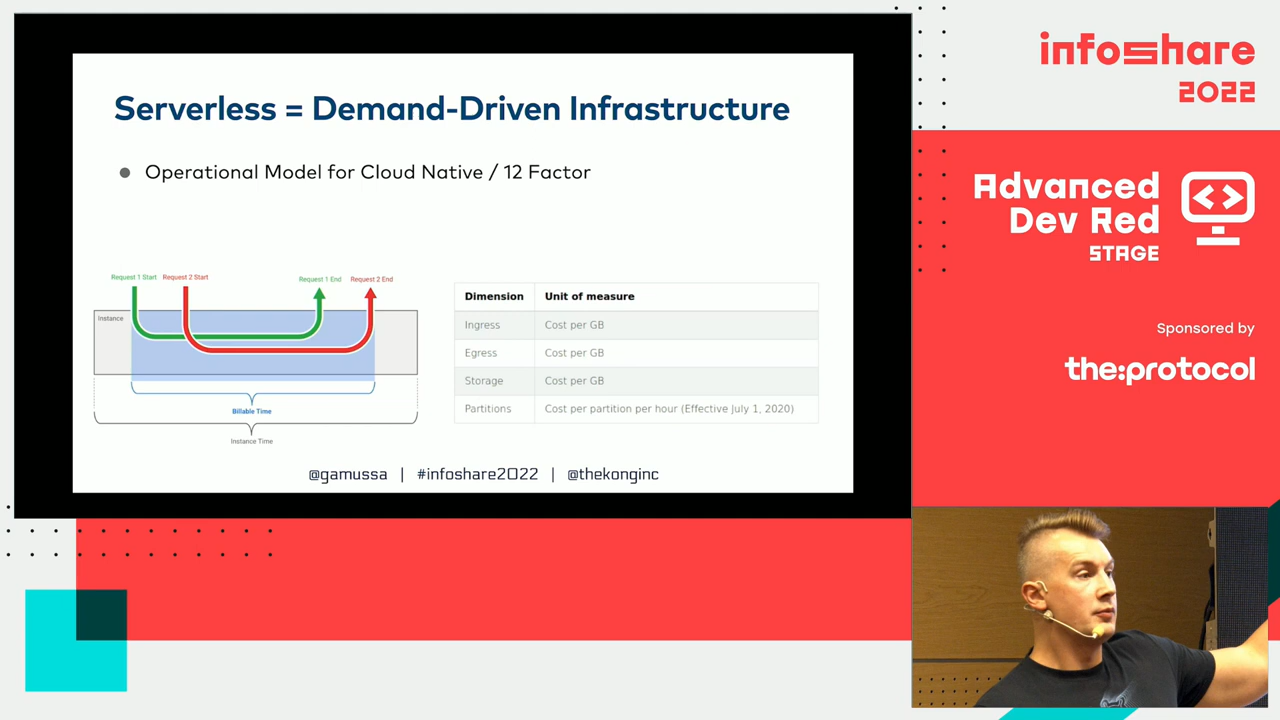 Serverless = Demand-Driven Infrastructure
● Operational Model for Cloud Native / 12 Factor
Request 1 Start Request 2 Start Request 1 End Request 2 End
Instance
Billable Time
Instance Time
Dimension Unit of measure
Ingress Cost per GB
Egress Cost per GB
Storage Cost per GB
Partitions Cost per partition per hour (Effective July 1, 2020)
@gamussa | #infoshare2022 | @thekonginc
infoshare
2022
Advanced
Dev Red
STAGE
Sponsored by
the:protocol